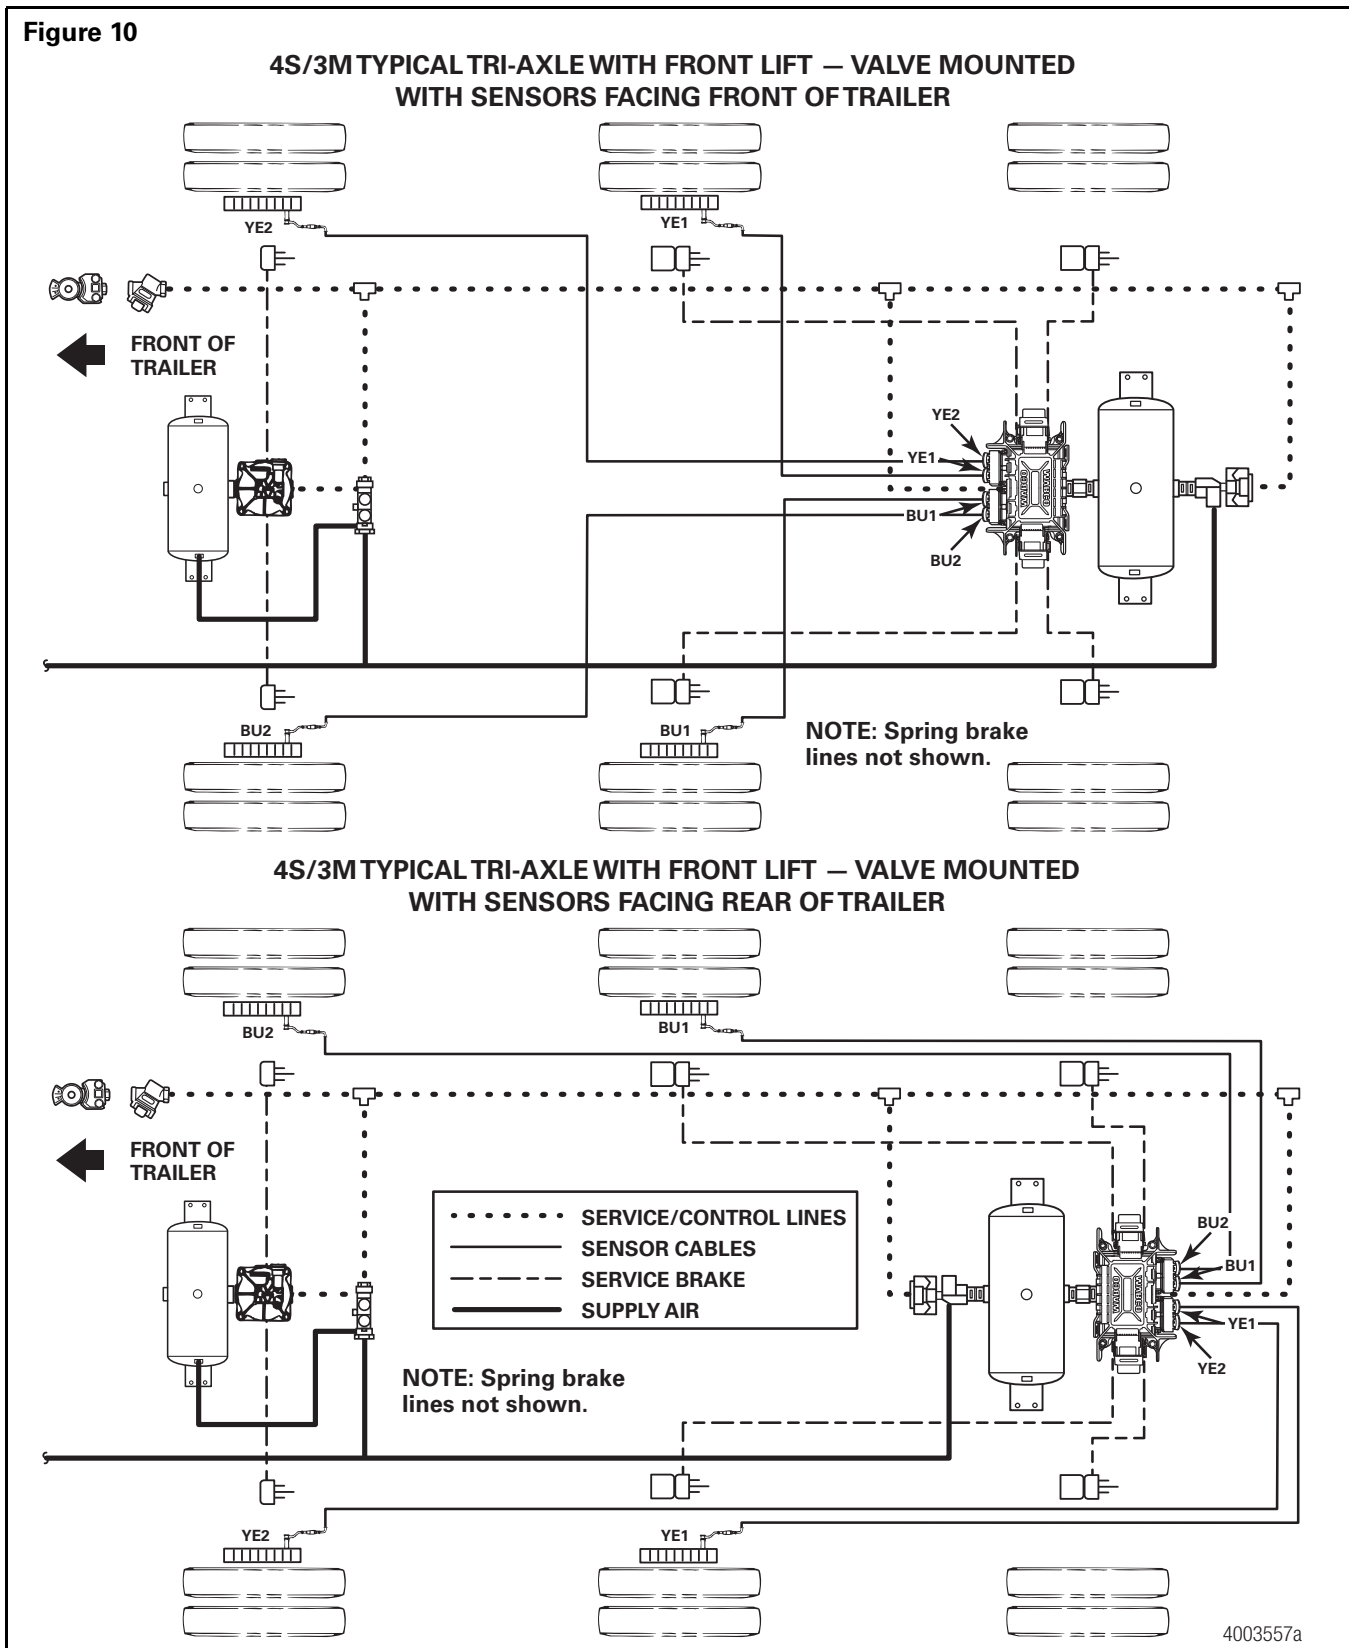 Figure 10
4S/3M TYPICAL TRI-AXLE WITH FRONT LIFT — VALVE MOUNTED
WITH SENSORS FACING FRONT OF TRAILER
YE2
YE1
FRONT OF
TRAILER
YE2
YE1
BU1
BU2
WABCO
WABCO
BU2
BU1
NOTE: Spring brake
lines not shown.
4S/3M TYPICAL TRI-AXLE WITH FRONT LIFT — VALVE MOUNTED
WITH SENSORS FACING REAR OF TRAILER
BU2
BU1
FRONT OF
TRAILER
SERVICE/CONTROL LINES
SENSOR CABLES
SERVICE BRAKE
SUPPLY AIR
BU2
BU1
WABCO
WABCO
YE1
YE2
NOTE: Spring brake
lines not shown.
YE2
YE1
4003557a